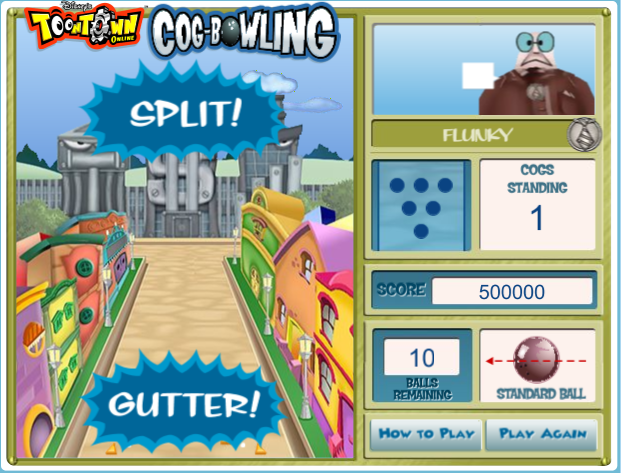 Disney's
TOONTOWN
ONLINE
COG-BOWLING
SPLIT!
GUTTER!
FLUNKY
COGS
STANDING
1
SCORE 500000
10
BALLS
REMAINING
STANDARD BALL
HOW TO PLAY
PLAY AGAIN